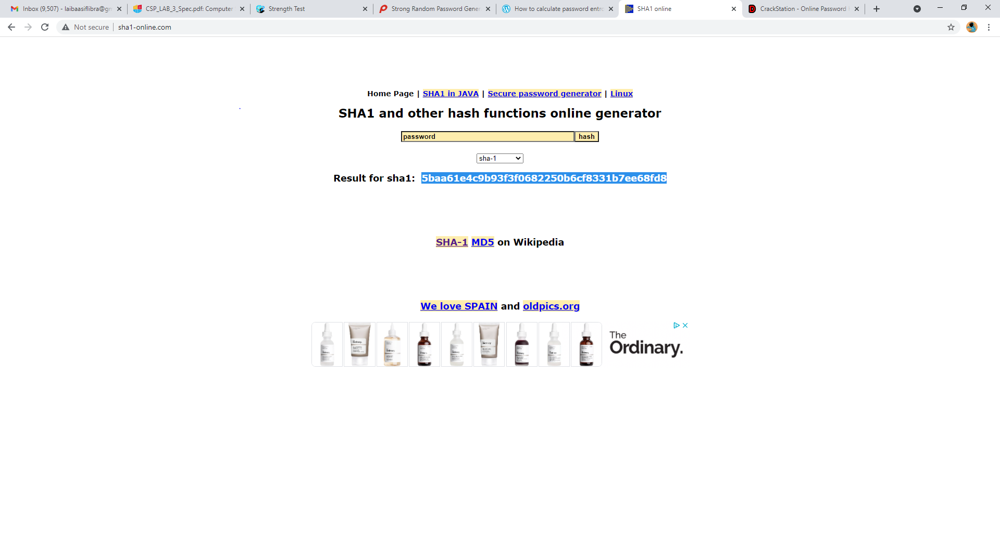 Inbox (9,507) - laibaasiflibra@gm
CSP_LAB_3_Spec.pdf: Computer
Strength Test
Strong Random Password Gener
How to calculate password entro
SHA1 online
CrackStation - Online Password
Not secure
sha1-online.com
Home Page | SHA1 in JAVA | Secure password generator | Linux
SHA1 and other hash functions online generator
password
hash
sha-1
Result for sha1: 5baa61e4c9b93f3f0682250b6cf8331b7ee68fd8
SHA-1 MD5 on Wikipedia
We love SPAIN and oldpics.org
The
Ordinary.